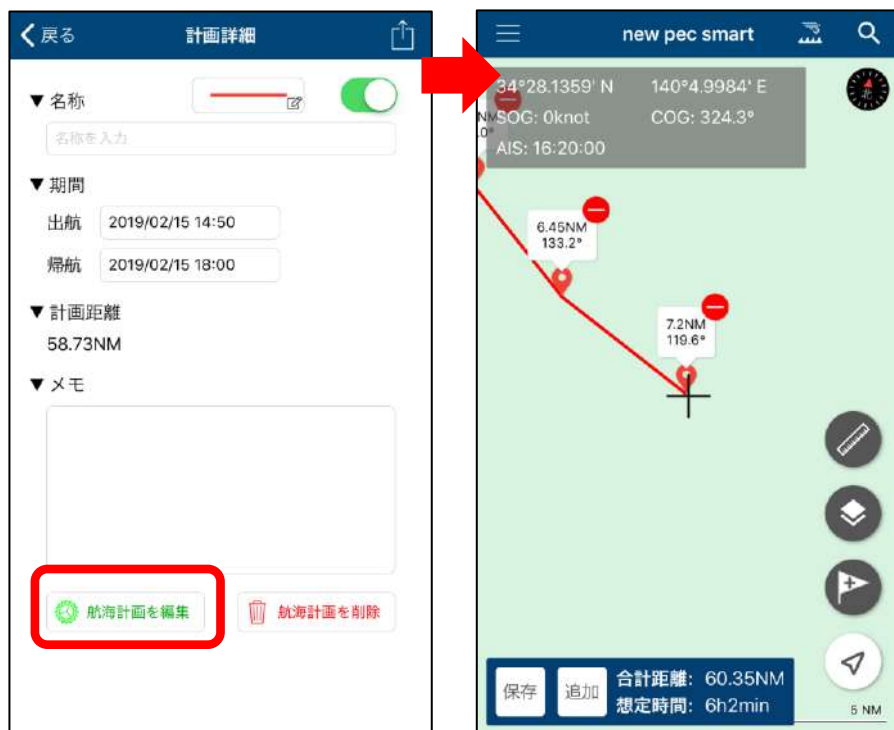 戻る
計画詳細
▼ 名称
名称を入力
▼ 期間
出航 2019/02/15 14:50
帰航 2019/02/15 18:00
▼ 計画距離
58.73NM
▼ メモ
航海計画を編集
航海計画を削除
new pec smart
34°28.1359' N 140°4.9984' E
SOG: 0knot COG: 324.3°
AIS: 16:20:00
北
6.45NM
133.2°
7.2NM
119.6°
保存
追加
合計距離: 60.35NM
想定時間: 6h2min
5 NM